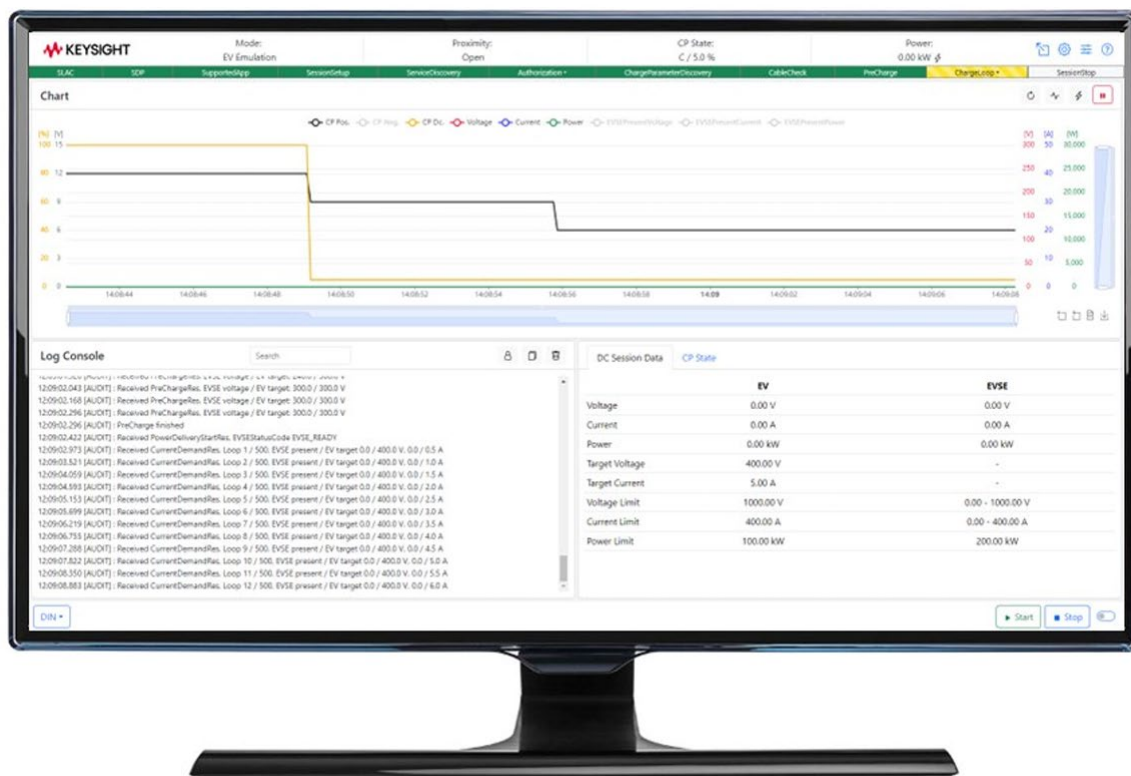 KEYSIGHT
Mode:
EV Emulation
Proximity:
Open
CP State:
C / 5.0 %
Power:
0.00 kW
SLAC SDP SupportedApp SessionSetup ServiceDiscovery Authorization ChargeParameterDiscovery CableCheck PreCharge ChargeLoop SessionStop
Chart
CP Pos. CP Neg. CP Dc. Voltage Current Power EVSEPresentVoltage EVSEPresentCurrent EVSEPresentPower
[%] [V] [V] [A] [W]
100 15 300 50 30,000
250 25,000
80 12 40
200 20,000
60 9 30
150 15,000
40 6 20
100 10,000
20 3 10
50 5,000
0 0 0 0 0
14:08:44 14:08:46 14:08:48 14:08:50 14:08:52 14:08:54 14:08:56 14:08:58 14:09 14:09:02 14:09:04 14:09:06 14:09:08
Log Console
Search
12:09:02.043 [AUDIT] : Received PreChargeRes, EVSE voltage / EV target: 300.0 / 300.0 V
12:09:02.168 [AUDIT] : Received PreChargeRes, EVSE voltage / EV target: 300.0 / 300.0 V
12:09:02.296 [AUDIT] : Received PreChargeRes, EVSE voltage / EV target: 300.0 / 300.0 V
12:09:02.296 [AUDIT] : PreCharge finished
12:09:02.422 [AUDIT] : Received PowerDeliveryStartRes, EVSEStatusCode EVSE_READY
12:09:02.973 [AUDIT] : Received CurrentDemandRes, Loop 1 / 500, EVSE present / EV target 0.0 / 400.0 V, 0.0 / 0.5 A
12:09:03.521 [AUDIT] : Received CurrentDemandRes, Loop 2 / 500, EVSE present / EV target 0.0 / 400.0 V, 0.0 / 1.0 A
12:09:04.059 [AUDIT] : Received CurrentDemandRes, Loop 3 / 500, EVSE present / EV target 0.0 / 400.0 V, 0.0 / 1.5 A
12:09:04.593 [AUDIT] : Received CurrentDemandRes, Loop 4 / 500, EVSE present / EV target 0.0 / 400.0 V, 0.0 / 2.0 A
12:09:05.153 [AUDIT] : Received CurrentDemandRes, Loop 5 / 500, EVSE present / EV target 0.0 / 400.0 V, 0.0 / 2.5 A
12:09:05.699 [AUDIT] : Received CurrentDemandRes, Loop 6 / 500, EVSE present / EV target 0.0 / 400.0 V, 0.0 / 3.0 A
12:09:06.219 [AUDIT] : Received CurrentDemandRes, Loop 7 / 500, EVSE present / EV target 0.0 / 400.0 V, 0.0 / 3.5 A
12:09:06.755 [AUDIT] : Received CurrentDemandRes, Loop 8 / 500, EVSE present / EV target 0.0 / 400.0 V, 0.0 / 4.0 A
12:09:07.288 [AUDIT] : Received CurrentDemandRes, Loop 9 / 500, EVSE present / EV target 0.0 / 400.0 V, 0.0 / 4.5 A
12:09:07.822 [AUDIT] : Received CurrentDemandRes, Loop 10 / 500, EVSE present / EV target 0.0 / 400.0 V, 0.0 / 5.0 A
12:09:08.350 [AUDIT] : Received CurrentDemandRes, Loop 11 / 500, EVSE present / EV target 0.0 / 400.0 V, 0.0 / 5.5 A
12:09:08.883 [AUDIT] : Received CurrentDemandRes, Loop 12 / 500, EVSE present / EV target 0.0 / 400.0 V, 0.0 / 6.0 A
DC Session Data CP State
EV EVSE
Voltage 0.00 V 0.00 V
Current 0.00 A 0.00 A
Power 0.00 kW 0.00 kW
Target Voltage 400.00 V -
Target Current 5.00 A -
Voltage Limit 1000.00 V 0.00 - 1000.00 V
Current Limit 400.00 A 0.00 - 400.00 A
Power Limit 100.00 kW 200.00 kW
DIN
Start Stop